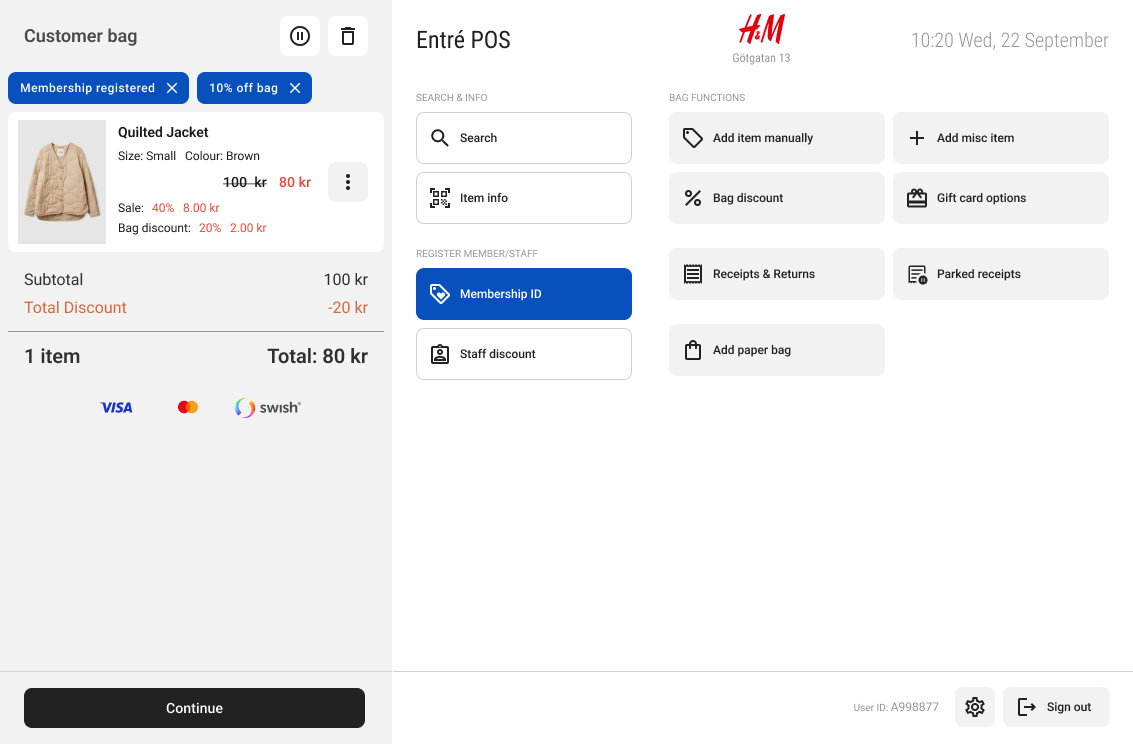 Customer bag
Membership registered
10% off bag
Quilted Jacket
Size: Small Colour: Brown
100 kr 80 kr
Sale: 40% 8.00 kr
Bag discount: 20% 2.00 kr
Subtotal 100 kr
Total Discount -20 kr
1 item Total: 80 kr
VISA
swish®
Continue
Entré POS
H&M
Götgatan 13
10:20 Wed, 22 September
SEARCH & INFO
Search
Item info
REGISTER MEMBER/STAFF
Membership ID
Staff discount
BAG FUNCTIONS
Add item manually
Add misc item
Bag discount
Gift card options
Receipts & Returns
Parked receipts
Add paper bag
User ID: A998877
Sign out